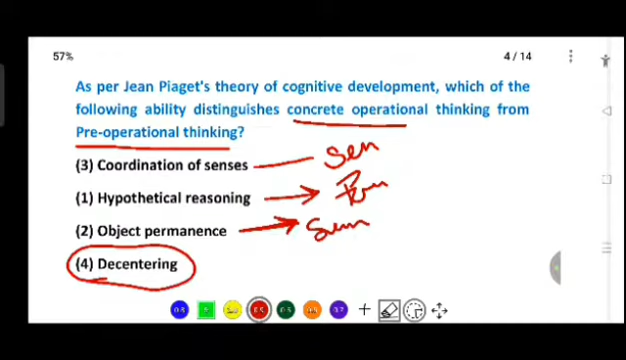 57%
4 / 14
As per Jean Piaget's theory of cognitive development, which of the
following ability distinguishes concrete operational thinking from
Pre-operational thinking?
(3) Coordination of senses
Sen
(1) Hypothetical reasoning
(2) Object permanence
(4) Decentering